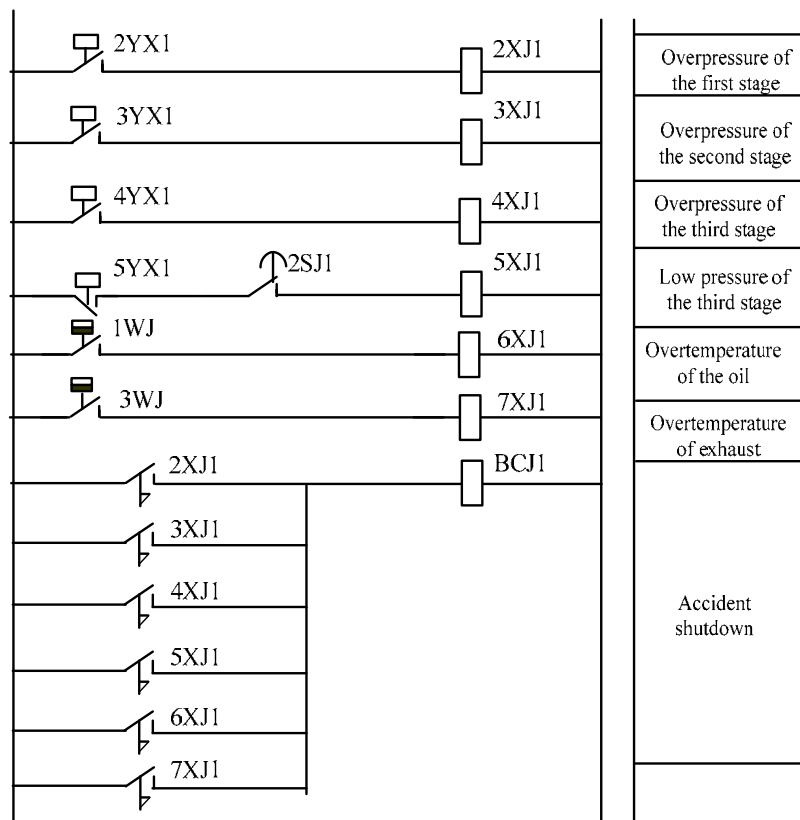 2YX1
2XJ1
Overpressure of
the first stage
3YX1
3XJ1
Overpressure of
the second stage
4YX1
4XJ1
Overpressure of
the third stage
5YX1
2SJ1
5XJ1
Low pressure of
the third stage
1WJ
6XJ1
Overtemperature
of the oil
3WJ
7XJ1
Overtemperature
of exhaust
2XJ1
BCJ1
3XJ1
4XJ1
5XJ1
6XJ1
7XJ1
Accident
shutdown